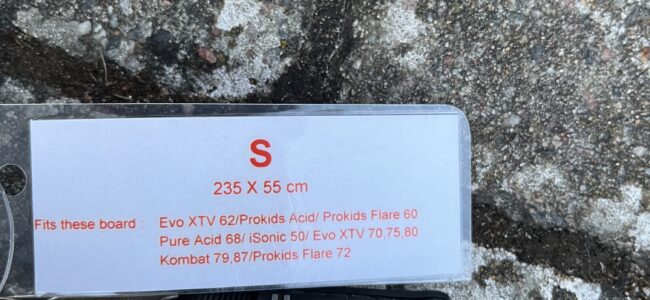 S
235 X 55 cm
Fits these board : Evo XTV 62/Prokids Acid/ Prokids Flare 60
Pure Acid 68/ iSonic 50/ Evo XTV 70,75,80
Kombat 79,87/Prokids Flare 72